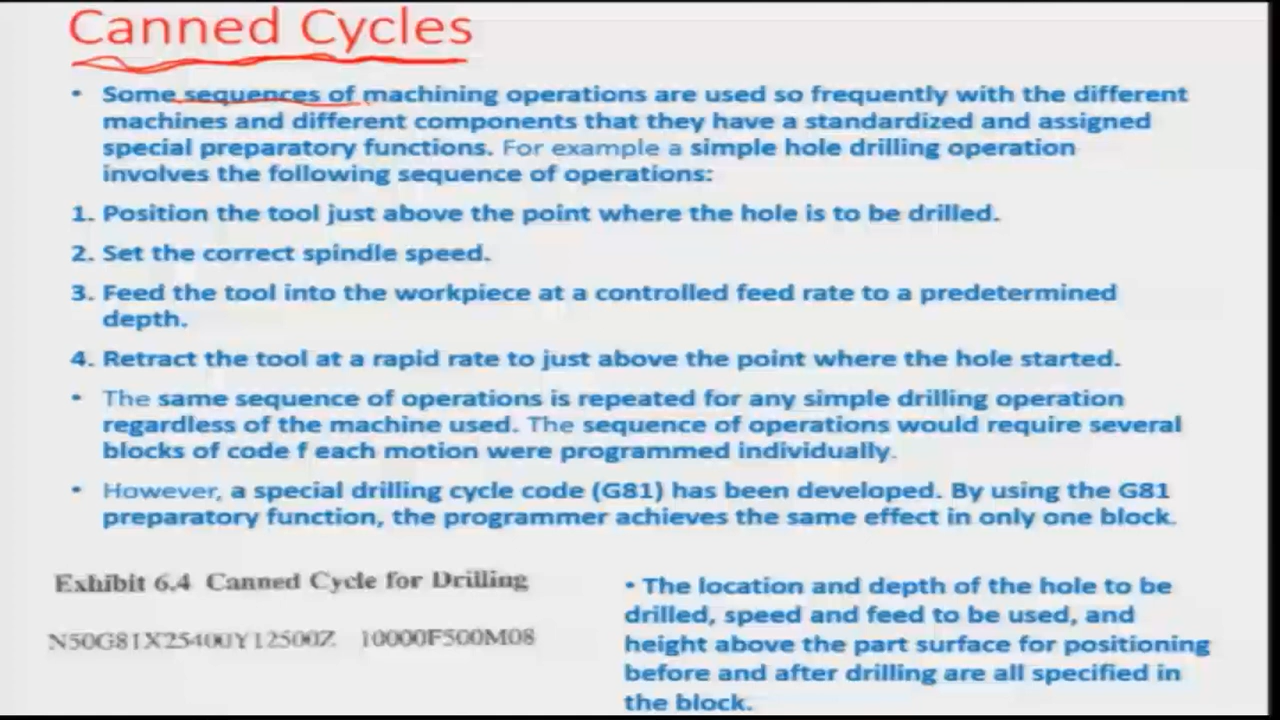 Canned Cycles
• Some sequences of machining operations are used so frequently with the different
machines and different components that they have a standardized and assigned
special preparatory functions. For example a simple hole drilling operation
involves the following sequence of operations:
1. Position the tool just above the point where the hole is to be drilled.
2. Set the correct spindle speed.
3. Feed the tool into the workpiece at a controlled feed rate to a predetermined
depth.
4. Retract the tool at a rapid rate to just above the point where the hole started.
• The same sequence of operations is repeated for any simple drilling operation
regardless of the machine used. The sequence of operations would require several
blocks of code f each motion were programmed individually.
• However, a special drilling cycle code (G81) has been developed. By using the G81
preparatory function, the programmer achieves the same effect in only one block.
Exhibit 6.4 Canned Cycle for Drilling
N50G81X25400Y12500Z 10000F500M08
• The location and depth of the hole to be
drilled, speed and feed to be used, and
height above the part surface for positioning
before and after drilling are all specified in
the block.